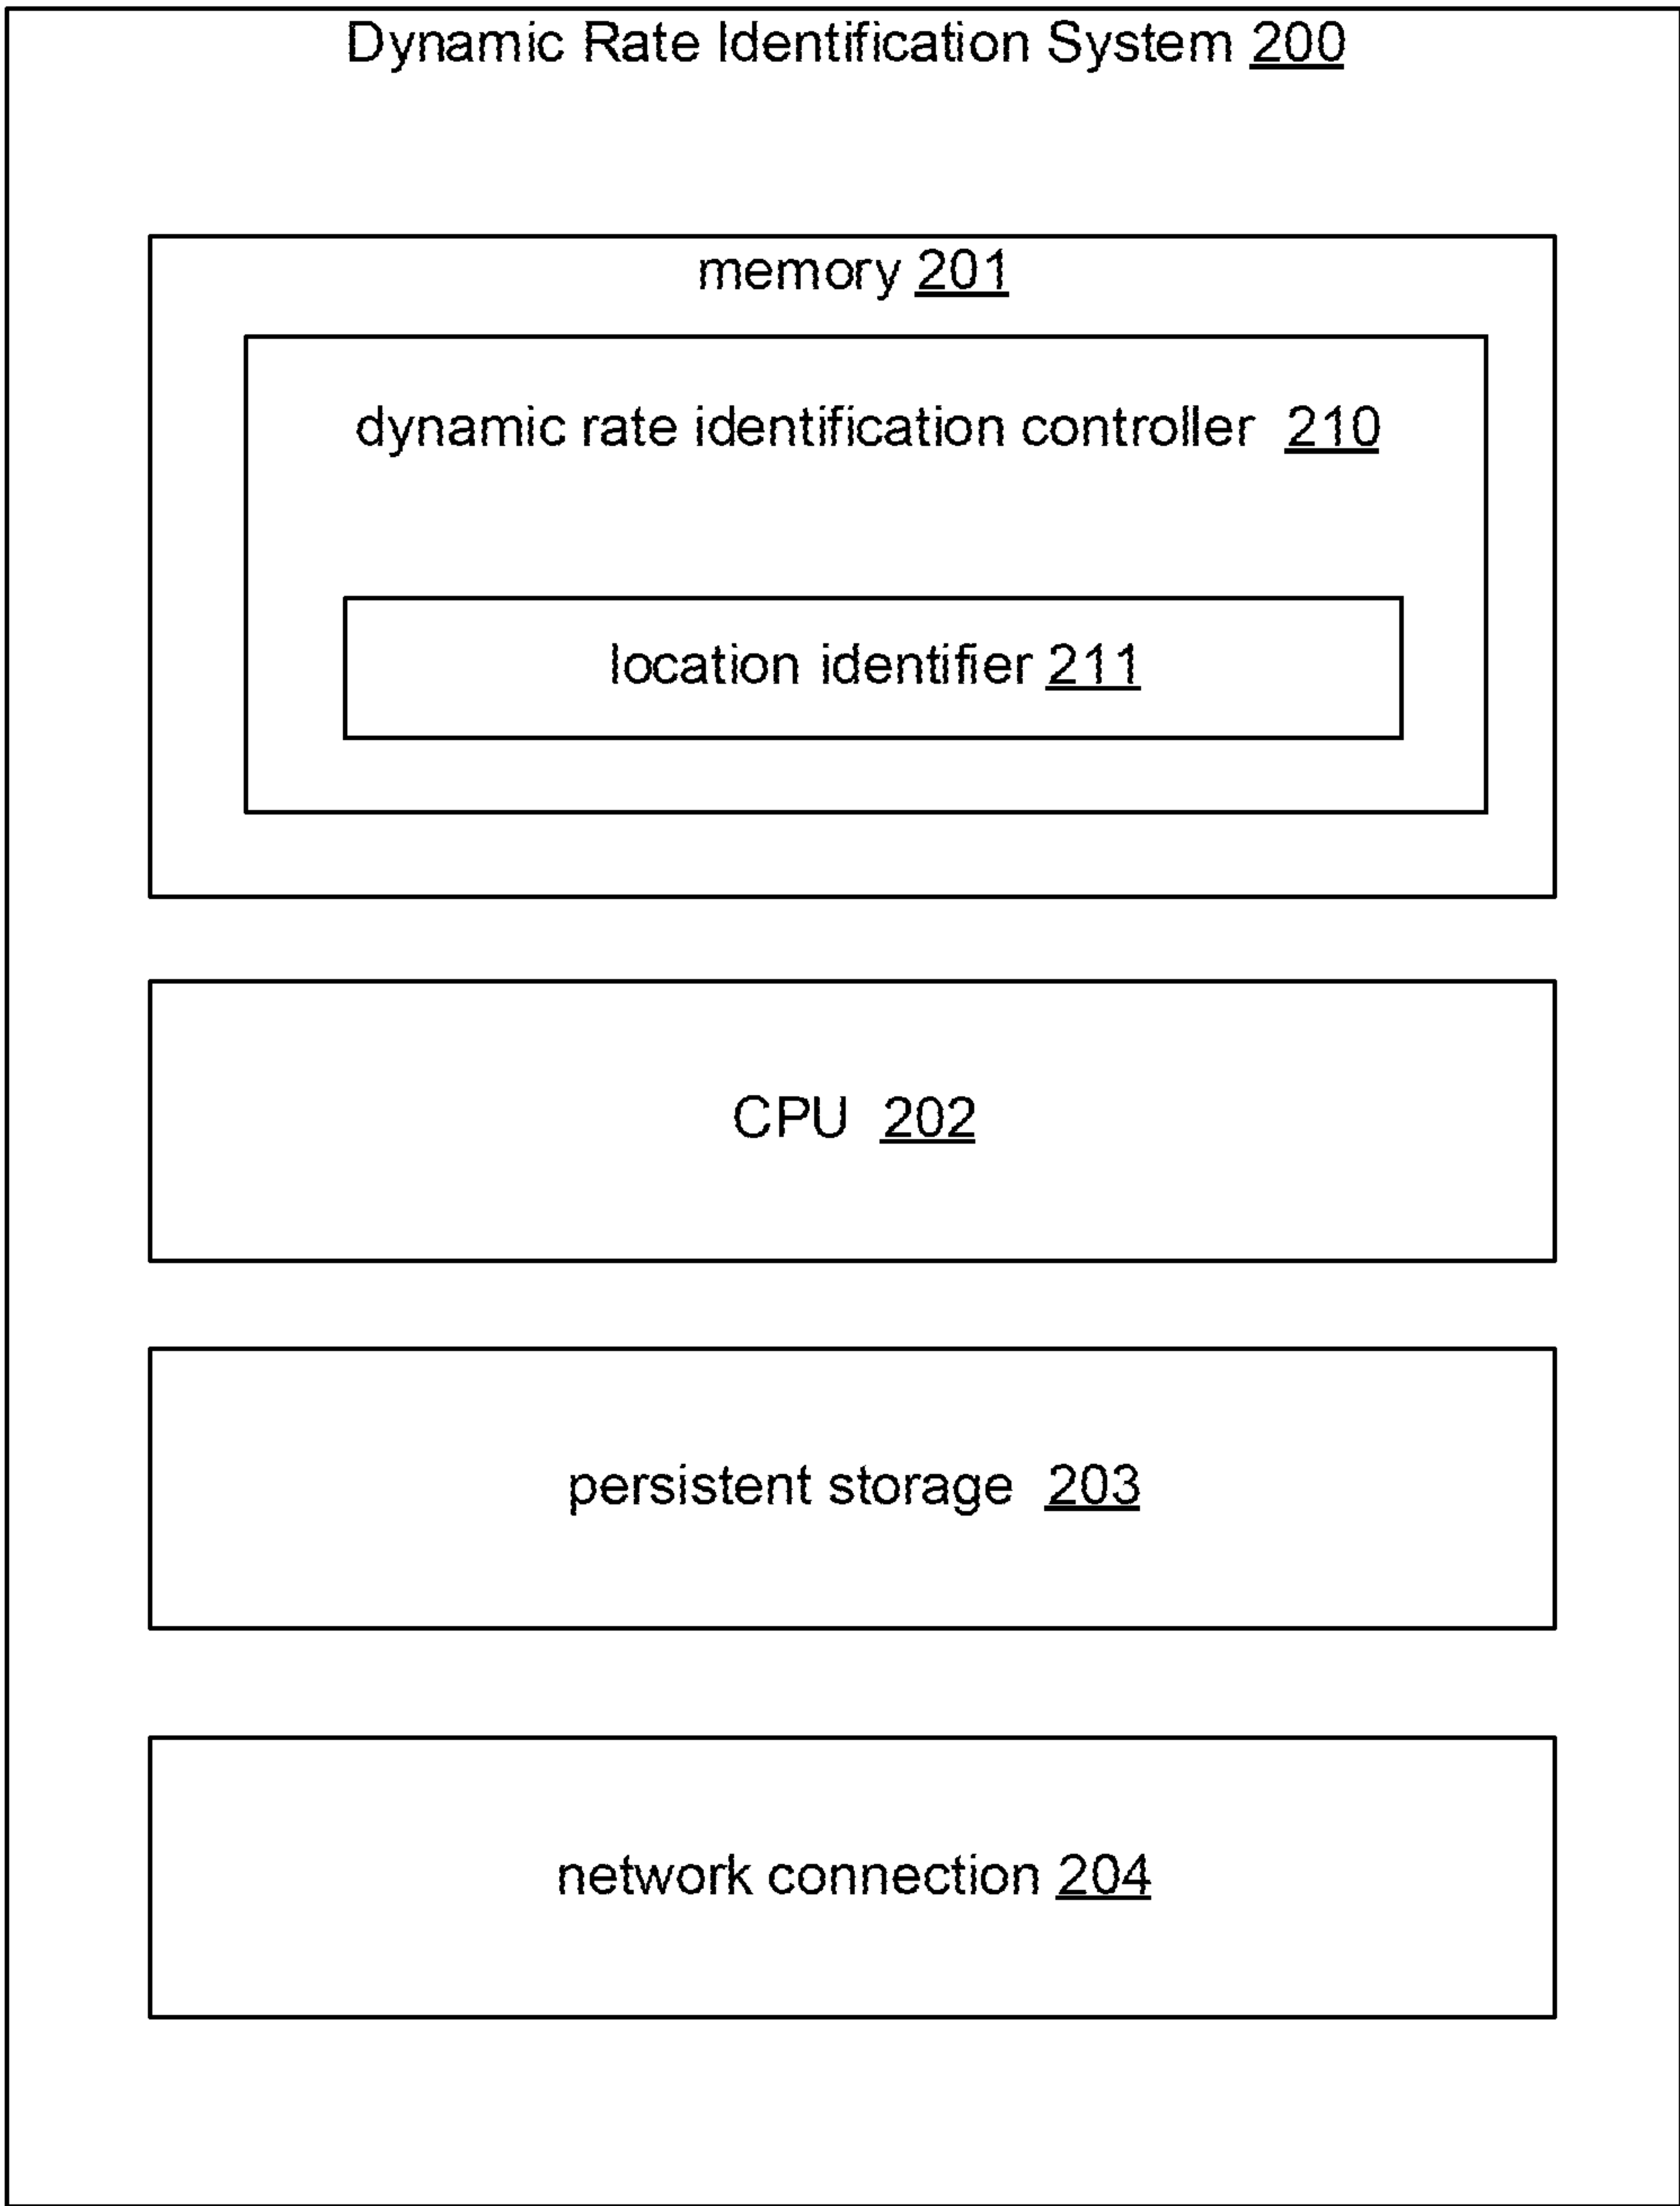 Dynamic Rate Identification System 200
memory 201
dynamic rate identification controller 210
location identifier 211
CPU 202
persistent storage 203
network connection 204